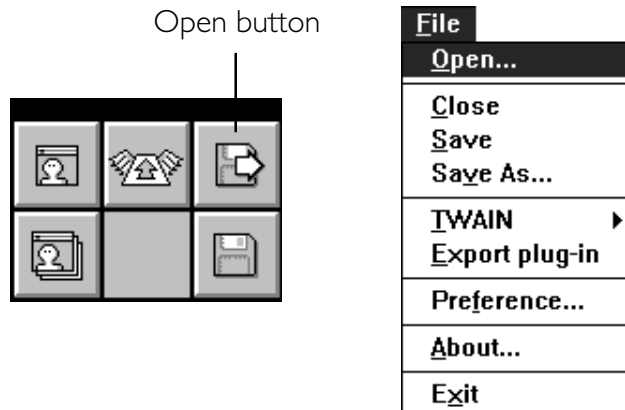 Open button
File
Open...
Close
Save
Save As...
TWAIN
Export plug-in
Preference...
About...
Exit